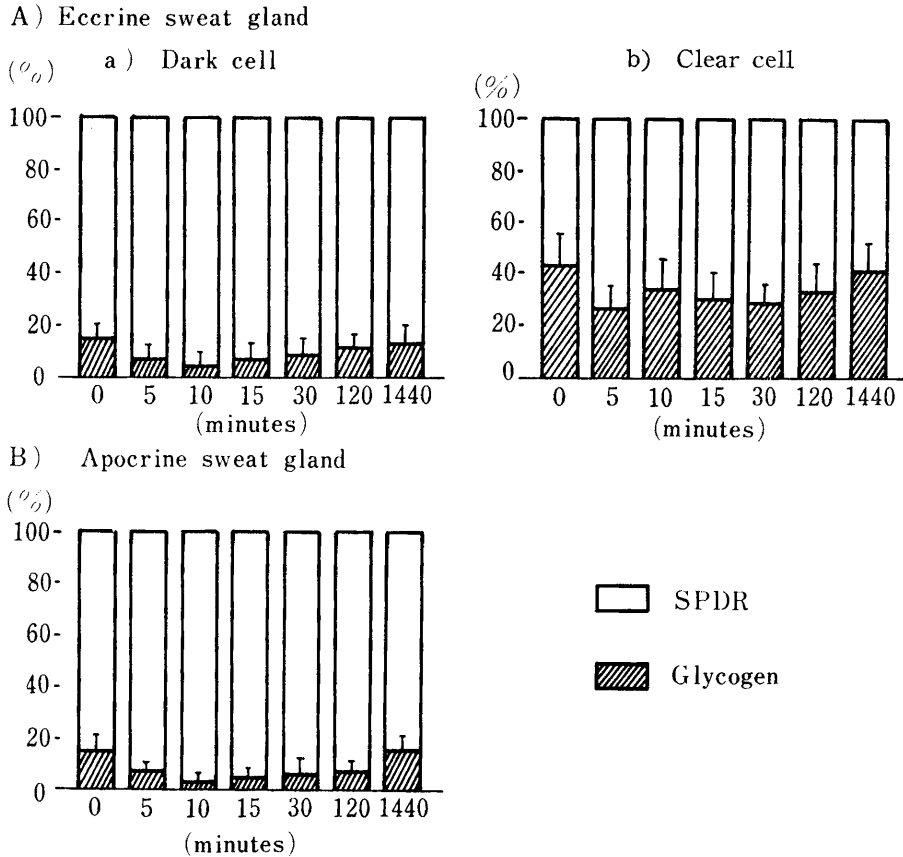 A) Eccrine sweat gland
a) Dark cell
(%)
100-
80-
60-
40-
20-
0
0 5 10 15 30 120 1440
(minutes)
b) Clear cell
(%)
100-
80-
60-
40-
20-
0
0 5 10 15 30 120 1440
(minutes)
B) Apocrine sweat gland
(%)
100-
80-
60-
40-
20-
0
0 5 10 15 30 120 1440
(minutes)
SPDR
Glycogen